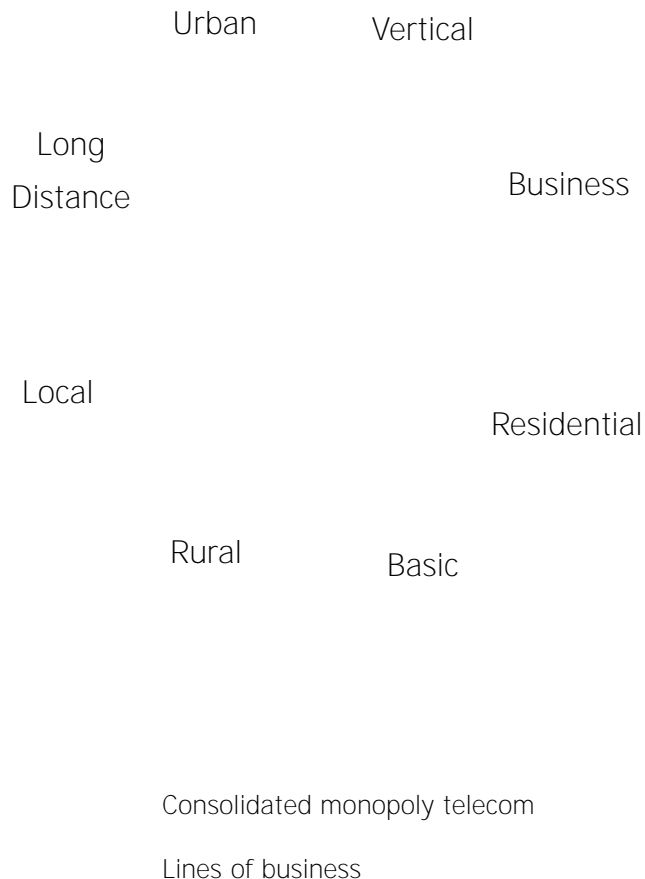 Urban
Vertical
Long
Distance
Business
Local
Residential
Rural
Basic
Consolidated monopoly telecom
Lines of business